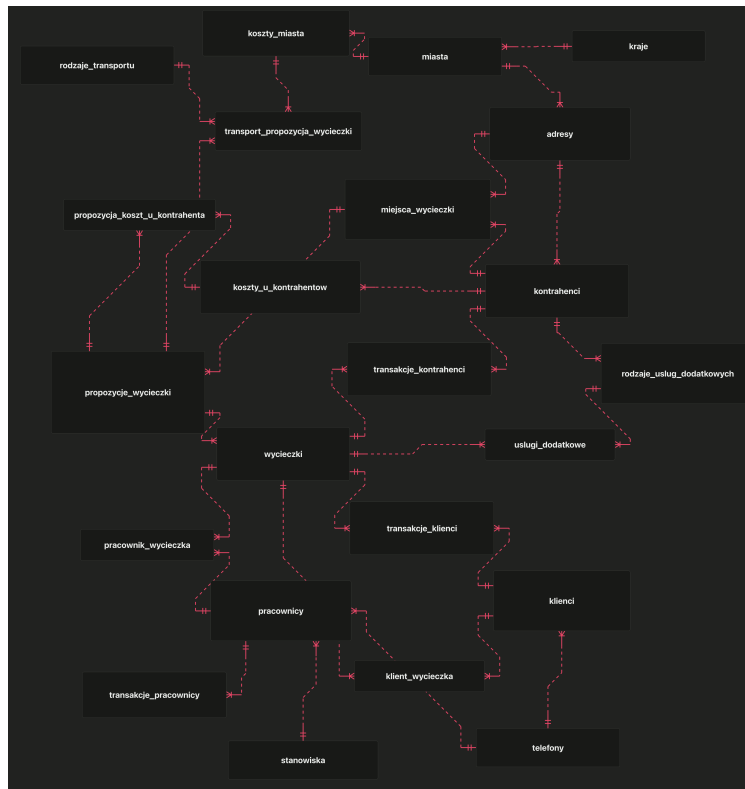 koszty_miasta
kraje
miasta
rodzaje_transportu
transport_propozycja_wycieczki
adresy
miejsca_wycieczki
propozycja_koszt_u_kontrahenta
koszty_u_kontrahentow
kontrahenci
transakcje_kontrahenci
rodzaje_uslug_dodatkowych
propozycje_wycieczki
uslugi_dodatkowe
wycieczki
transakcje_klienci
pracownik_wycieczka
klienci
pracownicy
klient_wycieczka
transakcje_pracownicy
telefony
stanowiska